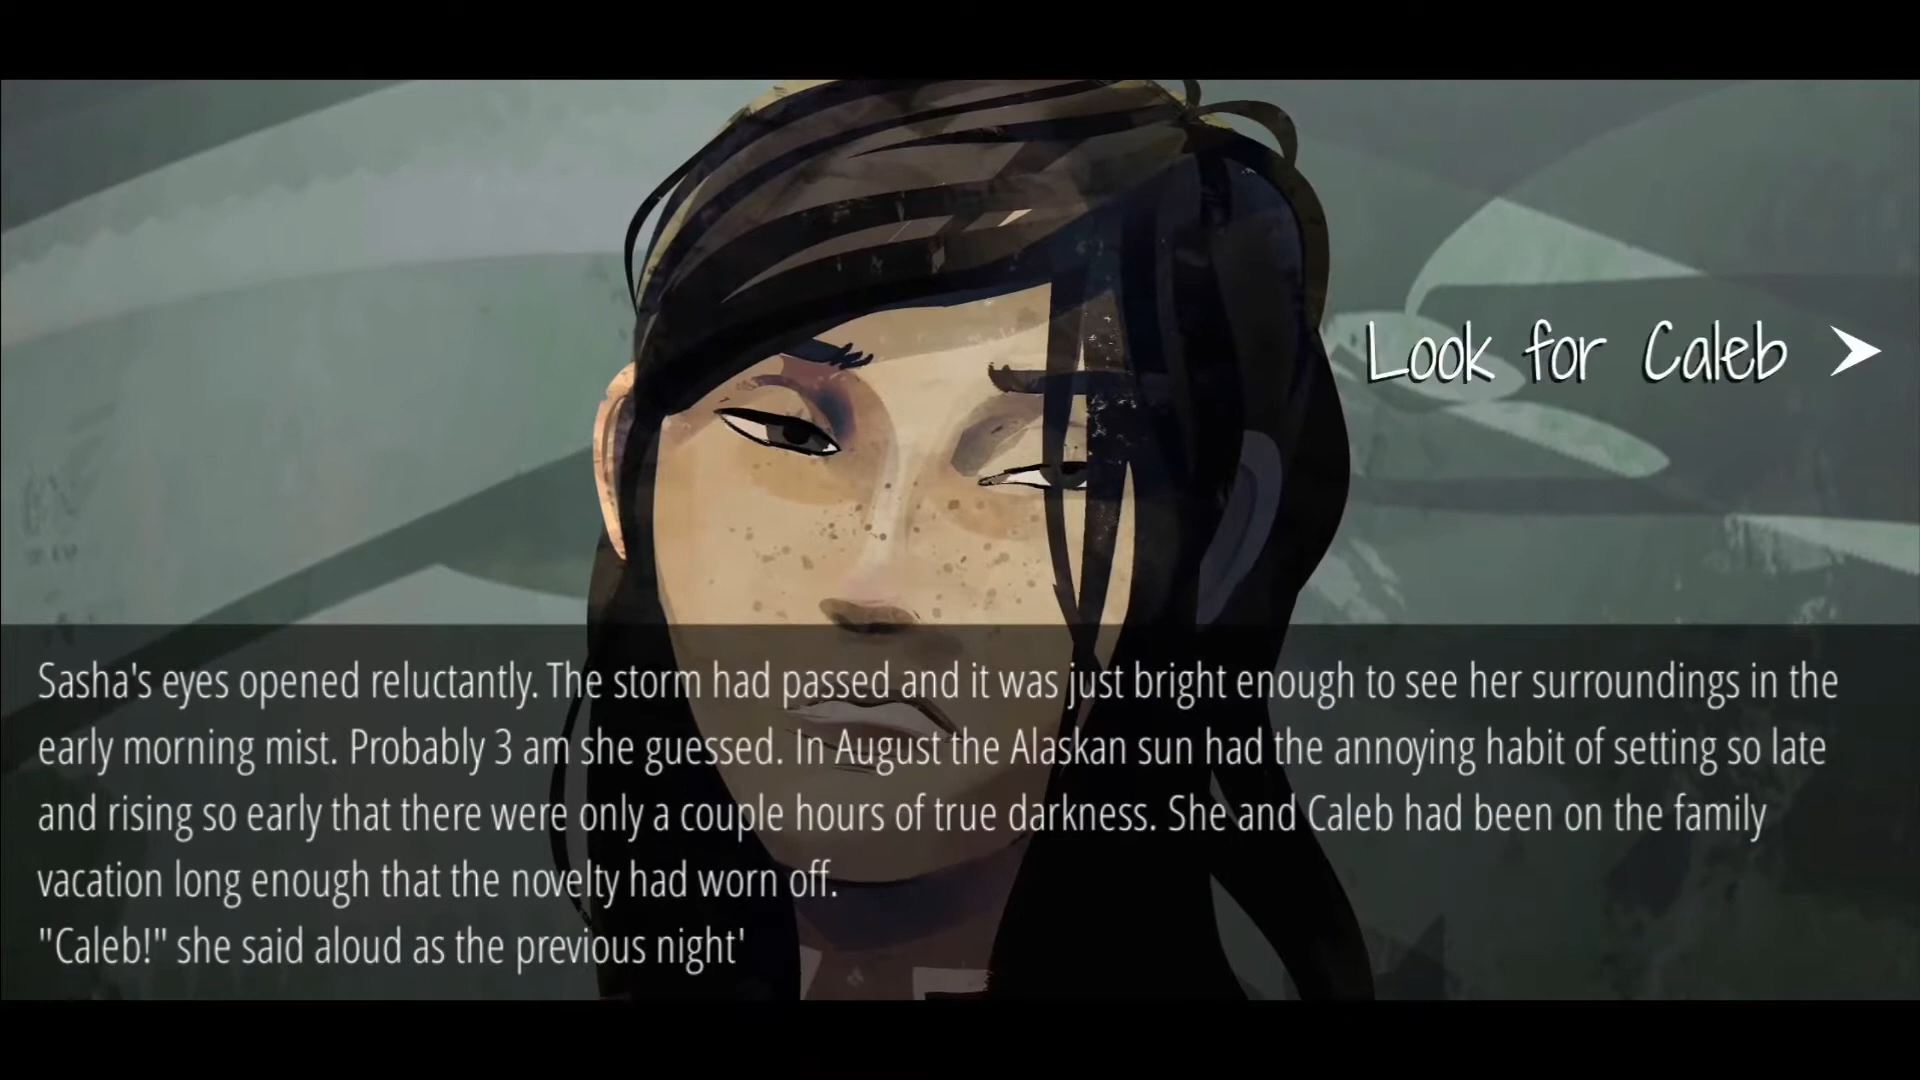 Look for Caleb
Sasha's eyes opened reluctantly. The storm had passed and it was just bright enough to see her surroundings in the
early morning mist. Probably 3 am she guessed. In August the Alaskan sun had the annoying habit of setting so late
and rising so early that there were only a couple hours of true darkness. She and Caleb had been on the family
vacation long enough that the novelty had worn off.
"Caleb!" she said aloud as the previous night'